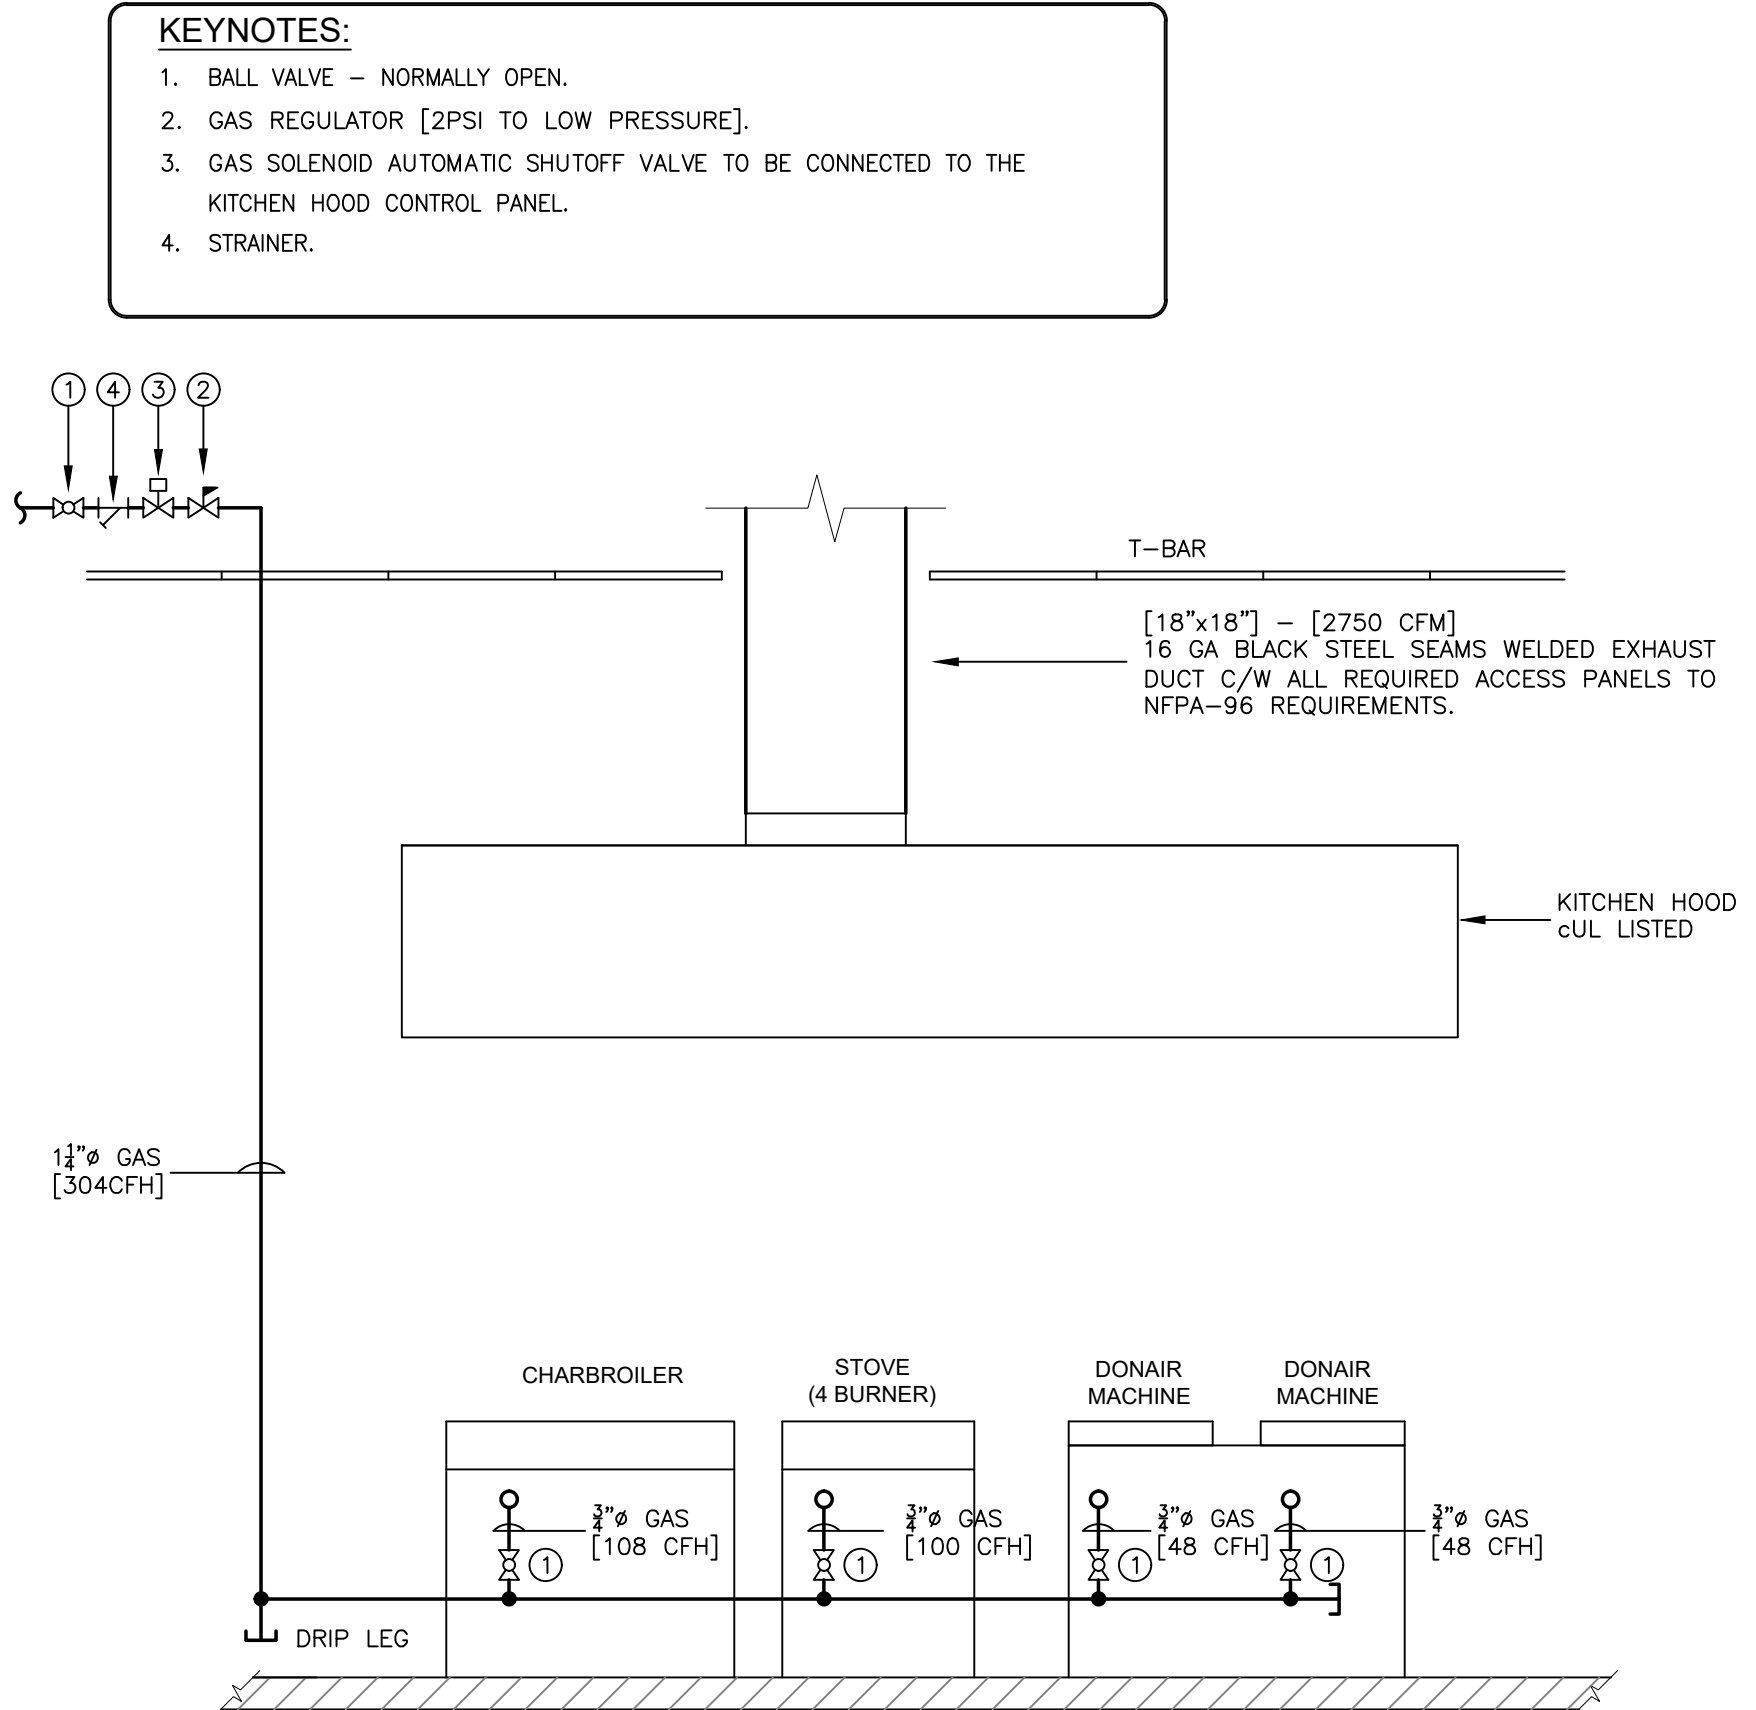 KEYNOTES:
1. BALL VALVE – NORMALLY OPEN.
2. GAS REGULATOR [2PSI TO LOW PRESSURE].
3. GAS SOLENOID AUTOMATIC SHUTOFF VALVE TO BE CONNECTED TO THE
KITCHEN HOOD CONTROL PANEL.
4. STRAINER.
1 4 3 2
T–BAR
[18"x18"] – [2750 CFM]
16 GA BLACK STEEL SEAMS WELDED EXHAUST
DUCT C/W ALL REQUIRED ACCESS PANELS TO
NFPA–96 REQUIREMENTS.
KITCHEN HOOD
cUL LISTED
1¼"ø GAS
[304CFH]
CHARBROILER
STOVE
(4 BURNER)
DONAIR
MACHINE
DONAIR
MACHINE
¾"ø GAS
[108 CFH]
1
¾"ø GAS
[100 CFH]
1
¾"ø GAS
[48 CFH]
1
¾"ø GAS
[48 CFH]
1
DRIP LEG